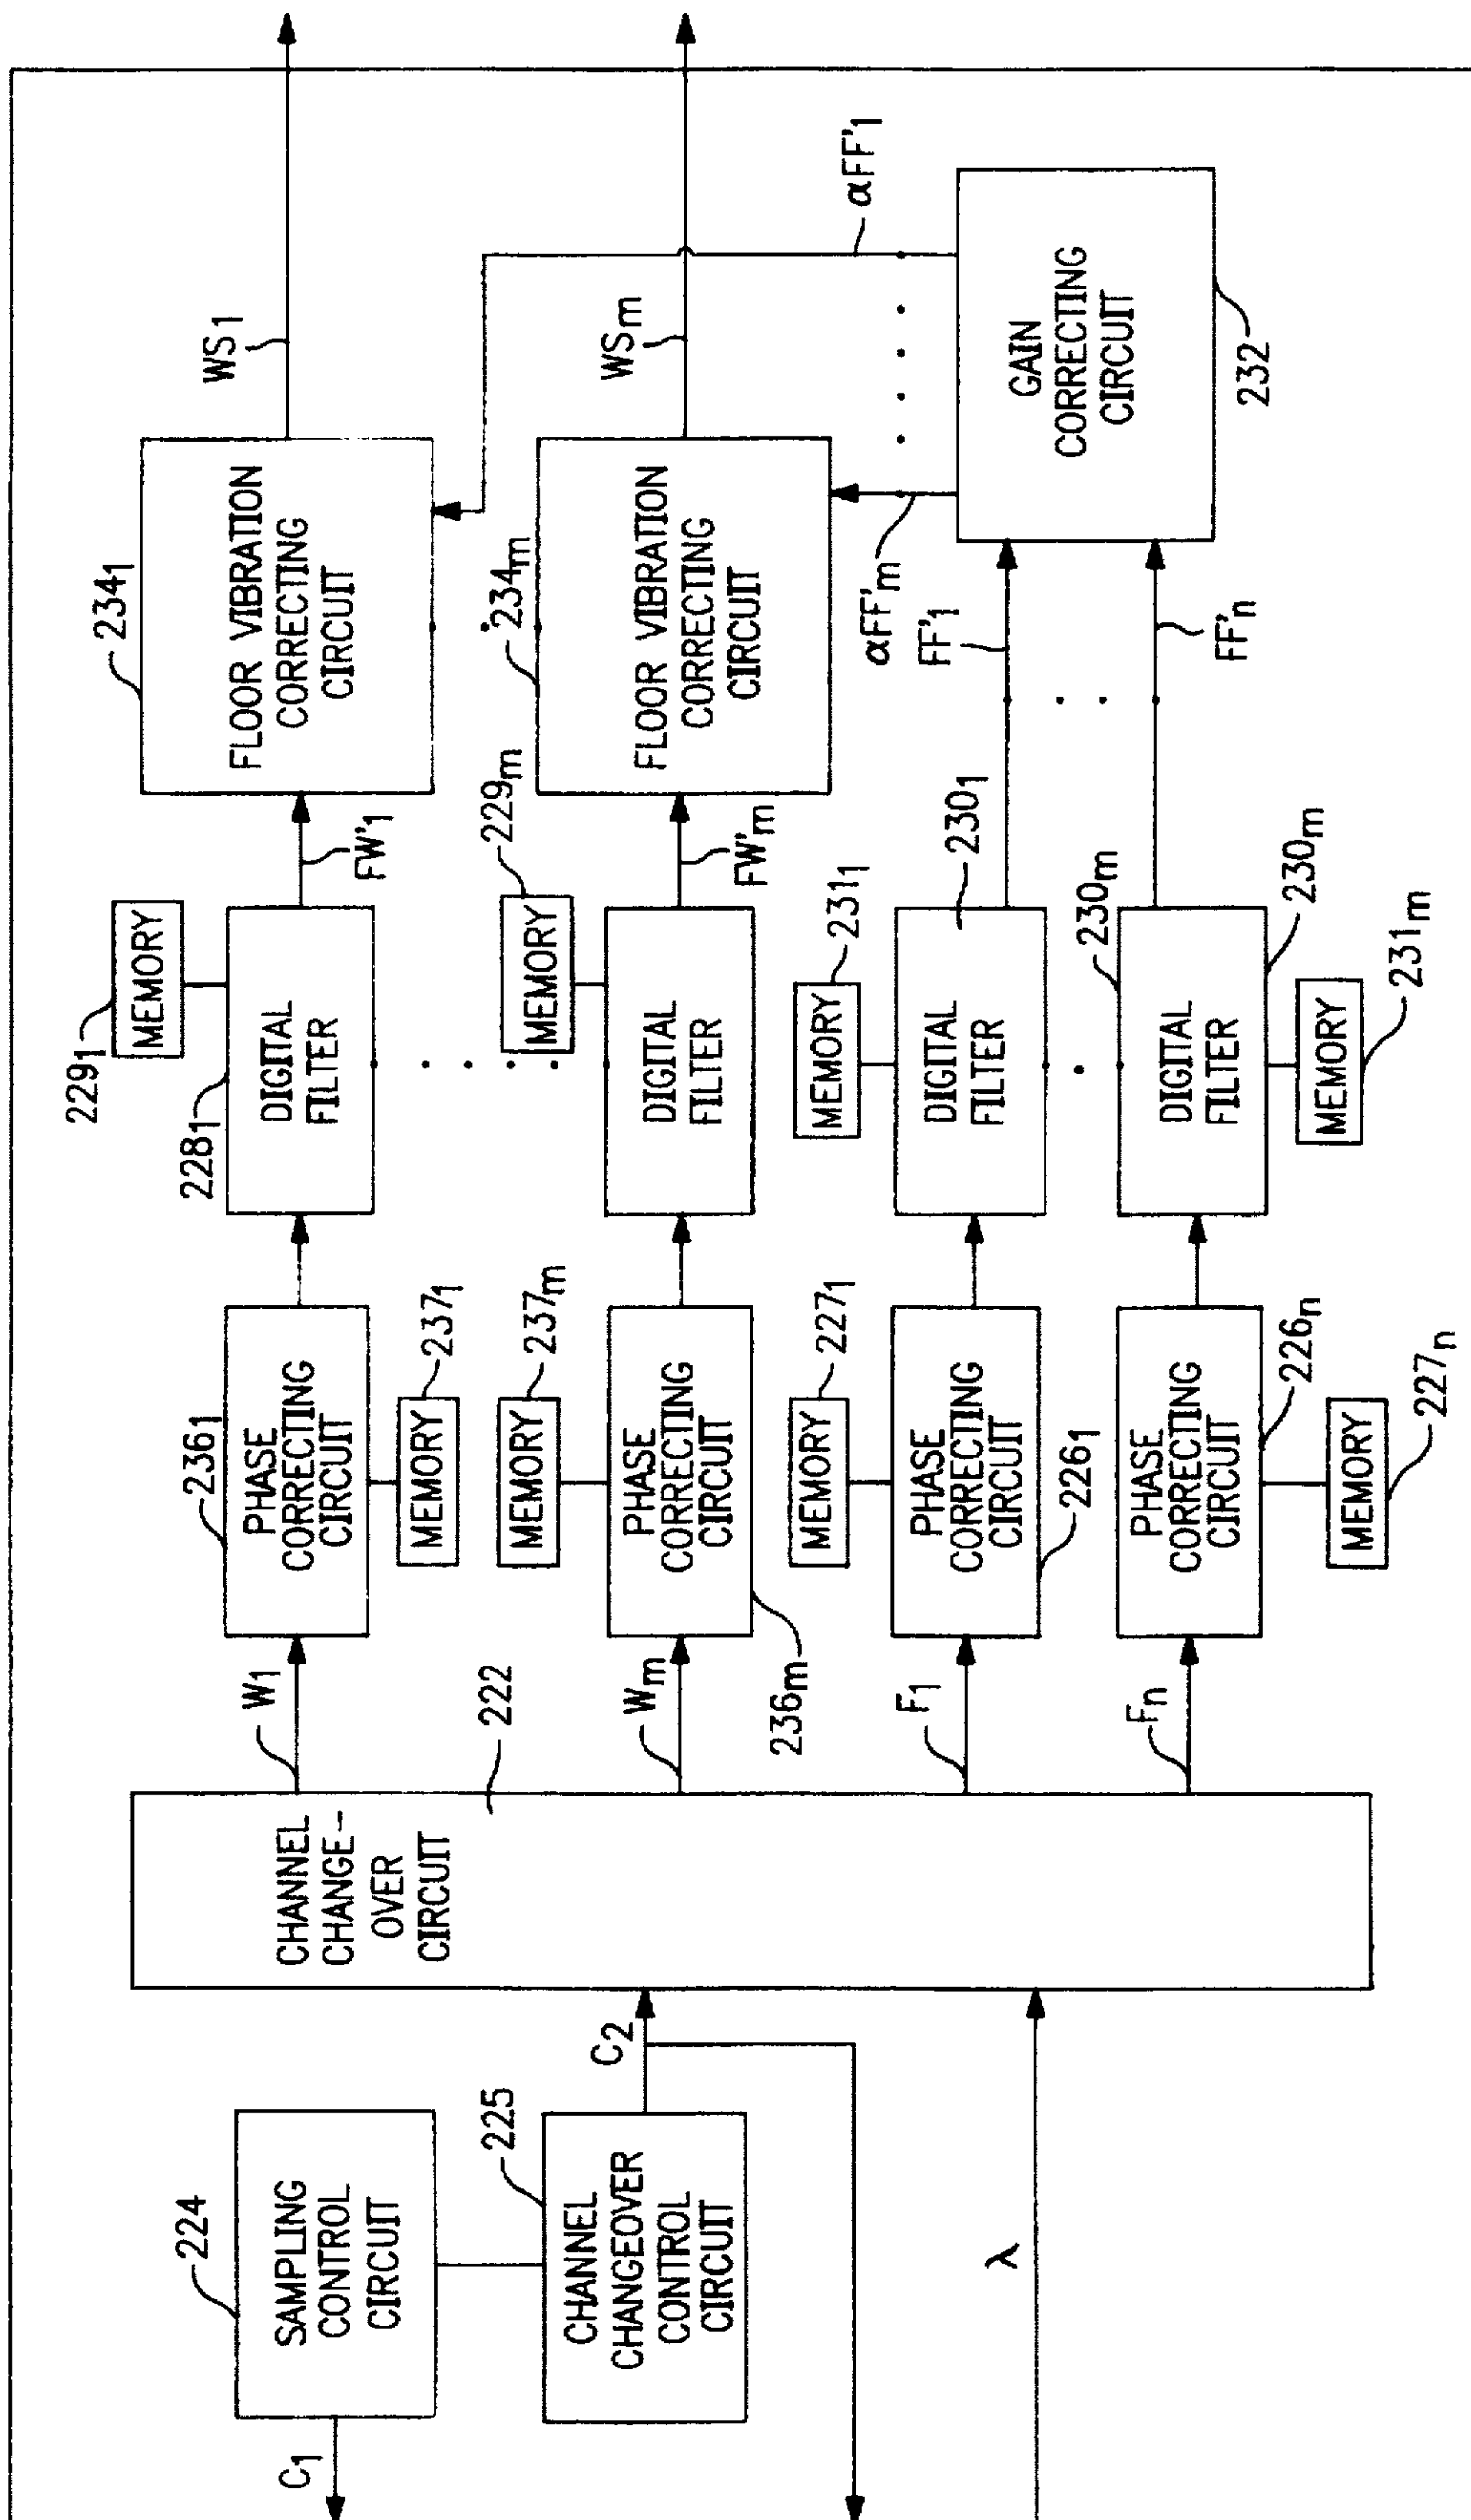 C1
224
SAMPLING
CONTROL
CIRCUIT
225
CHANNEL
CHANGEOVER
CONTROL
CIRCUIT
C2
λ
CHANNEL
CHANGE-
OVER
CIRCUIT
222
W1
Wm
F1
Fn
2361
PHASE
CORRECTING
CIRCUIT
MEMORY
2371
MEMORY
237m
PHASE
CORRECTING
CIRCUIT
236m
MEMORY
2271
PHASE
CORRECTING
CIRCUIT
2261
PHASE
CORRECTING
CIRCUIT
226n
MEMORY
227n
2291
MEMORY
2281
DIGITAL
FILTER
FW'1
229m
MEMORY
DIGITAL
FILTER
FW'm
MEMORY
2311
DIGITAL
FILTER
2301
230m
DIGITAL
FILTER
230m
MEMORY
231m
2341
FLOOR VIBRATION
CORRECTING
CIRCUIT
WS1
234m
FLOOR VIBRATION
CORRECTING
CIRCUIT
WSm
αFF'1
αFF'm
FF'1
FF'n
GAIN
CORRECTING
CIRCUIT
232